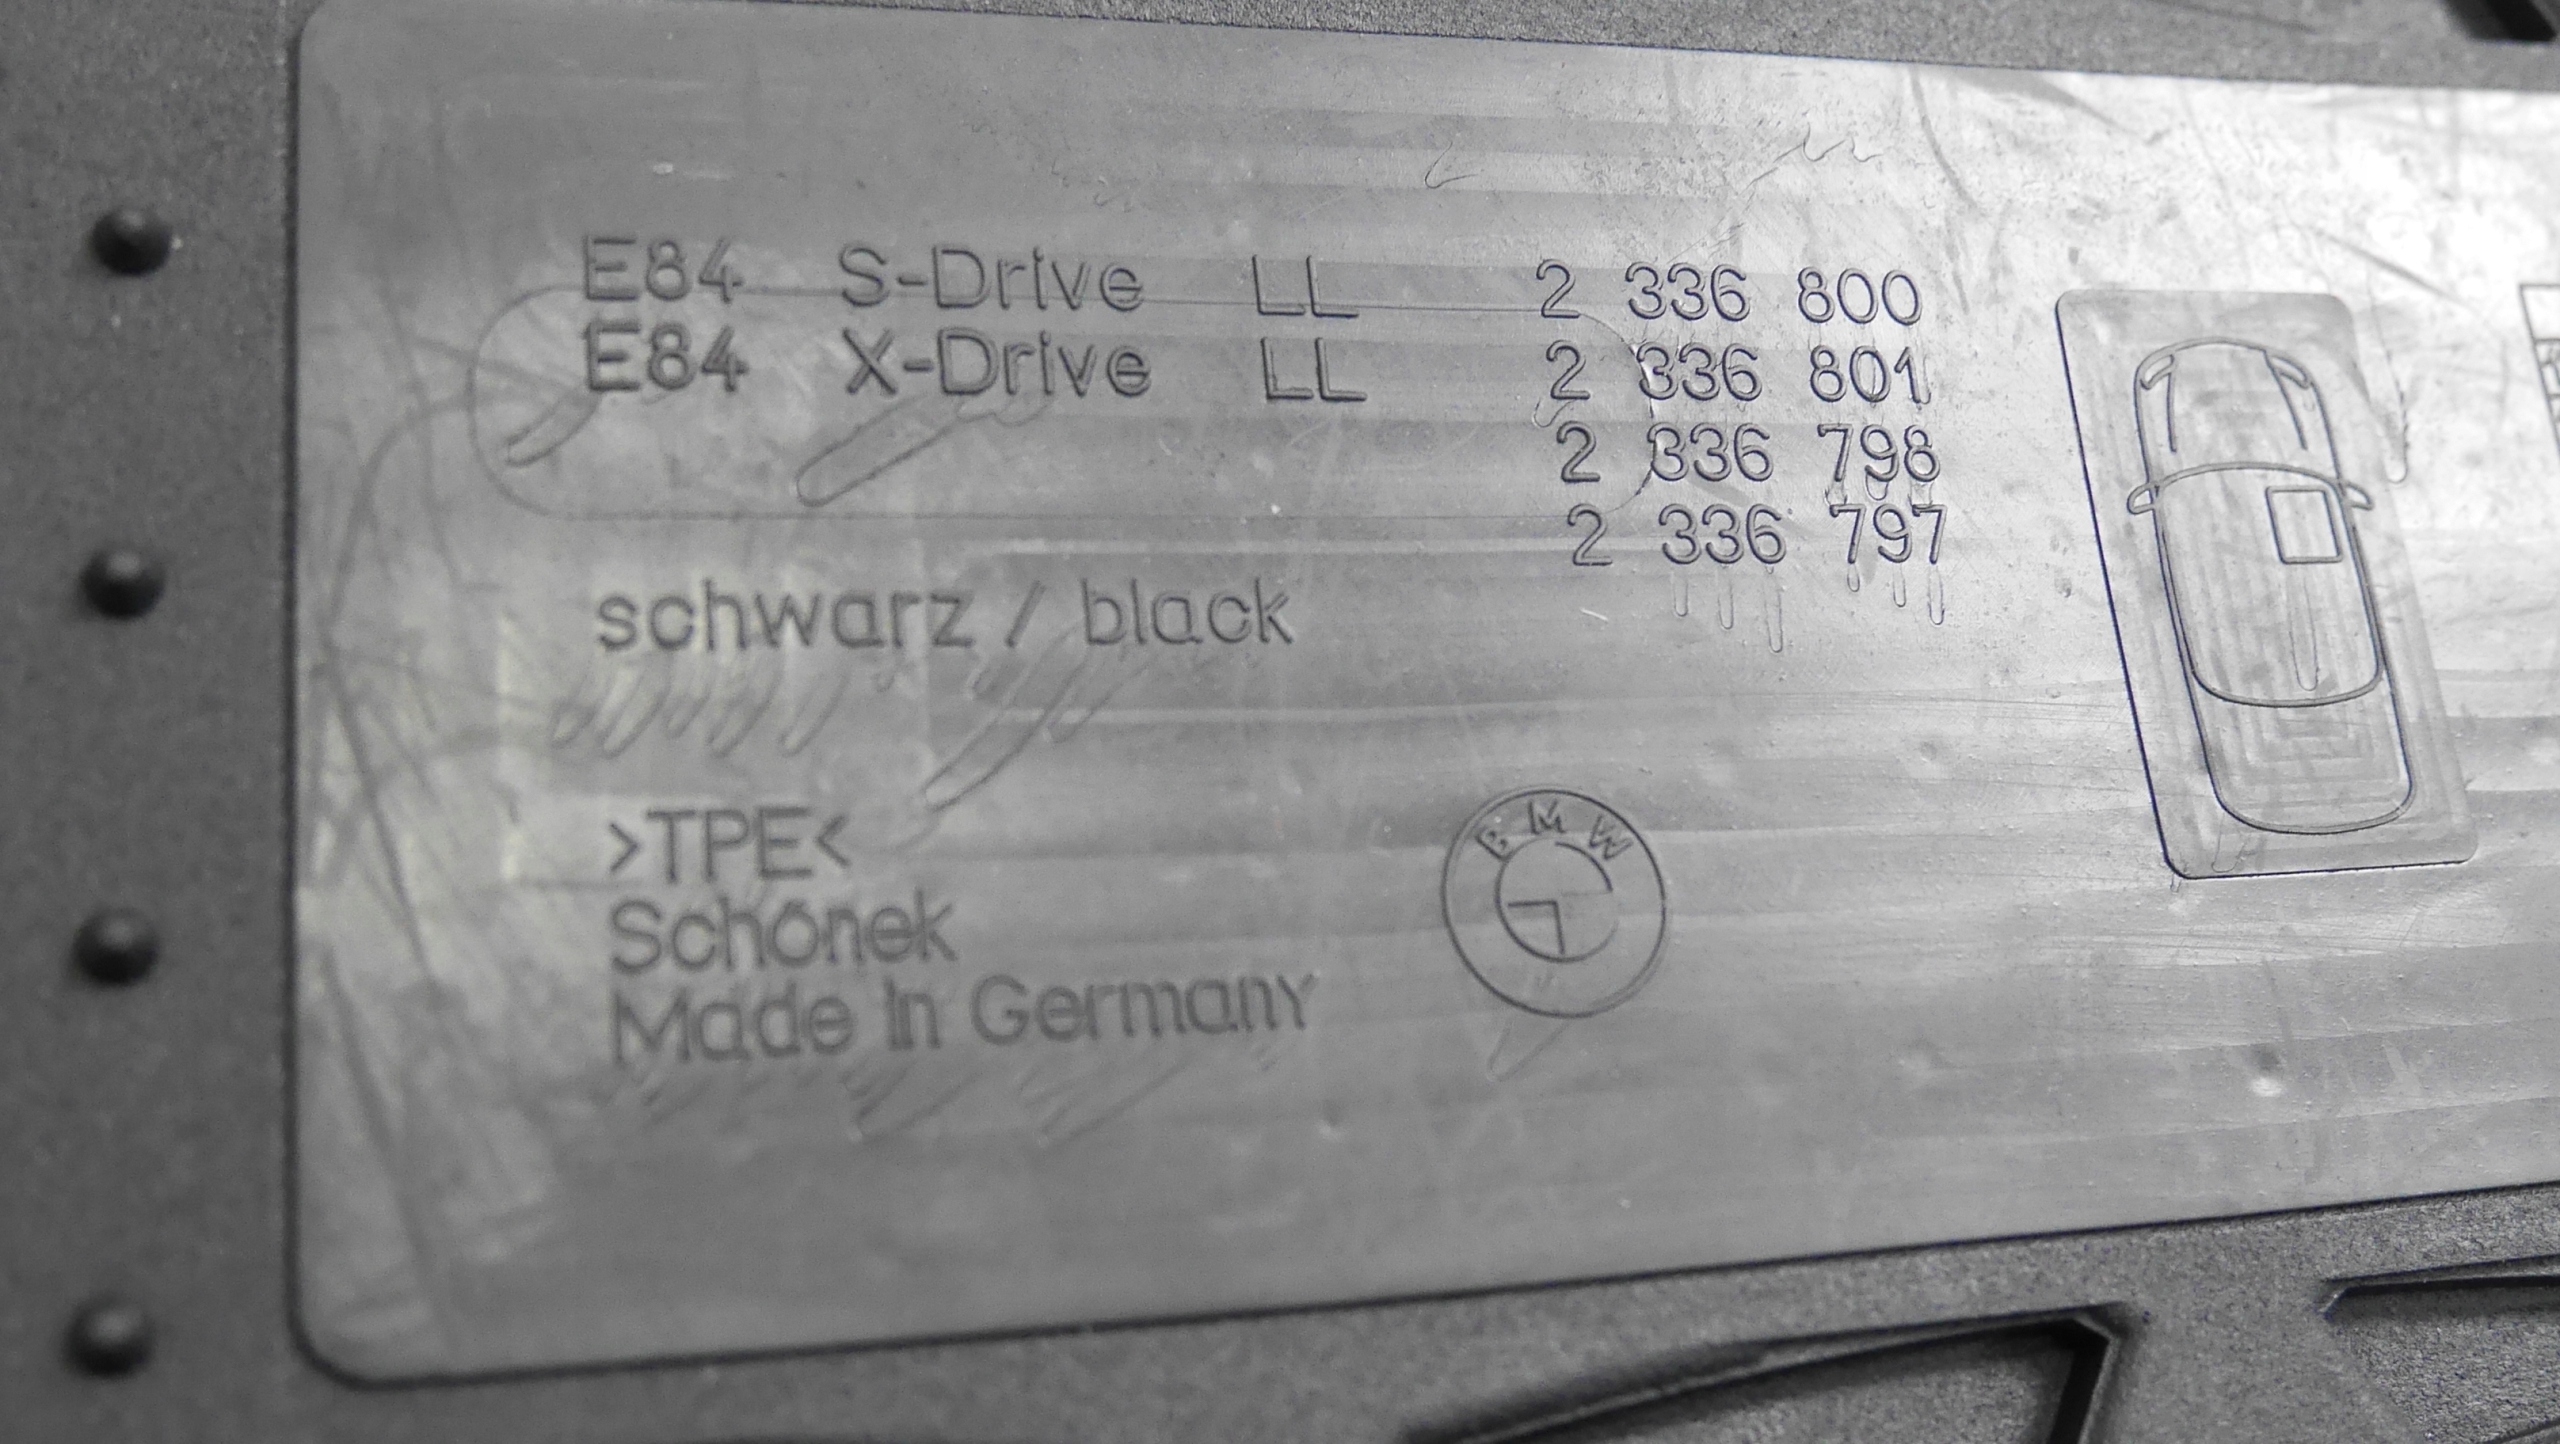 E84 S-Drive LL 2 336 800
E84 X-Drive LL 2 336 801
2 336 798
2 336 797
schwarz / black
>TPE<
Schönek
Made in Germany
BMW